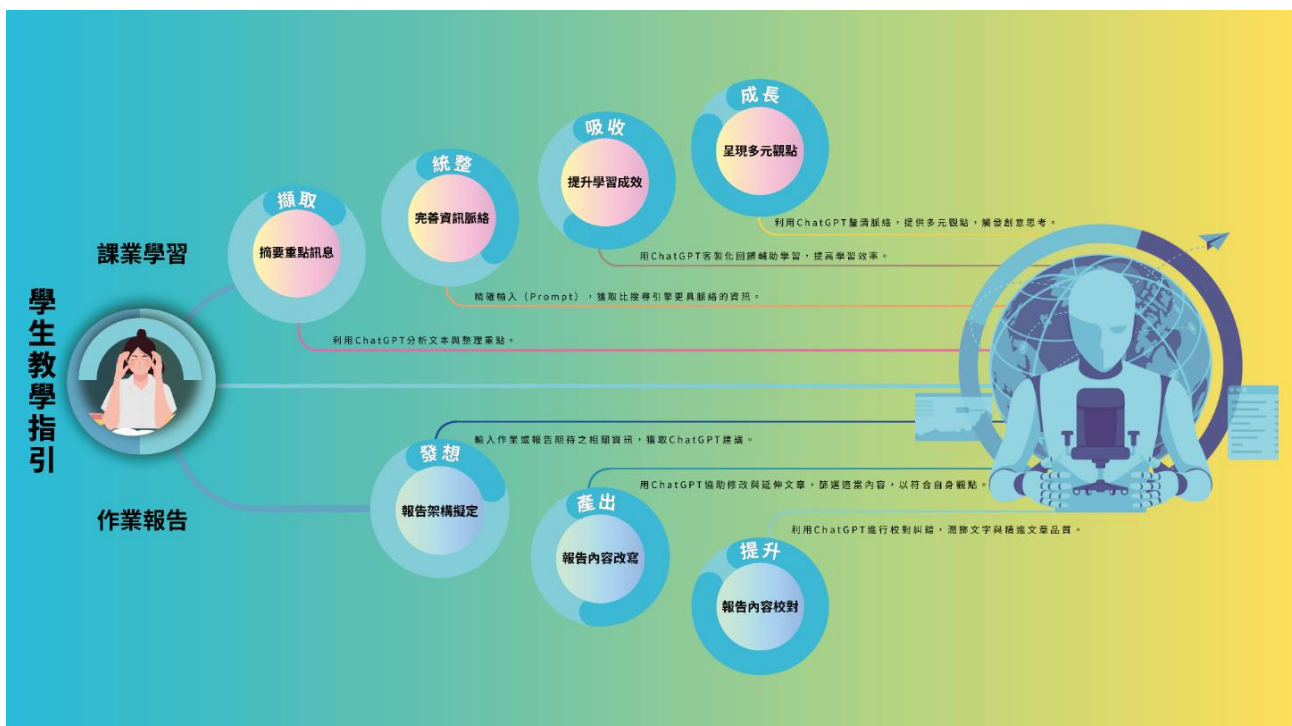 學生教學指引
課業學習
擷取
摘要重點訊息
利用ChatGPT分析文本與整理重點。
統整
完善資訊脈絡
精確輸入（Prompt），獲取比搜尋引擎更具脈絡的資訊。
吸收
提升學習成效
用ChatGPT客製化回饋輔助學習，提高學習效率。
成長
呈現多元觀點
利用ChatGPT釐清脈絡，提供多元觀點，觸發創意思考。
作業報告
發想
報告架構擬定
輸入作業或報告期待之相關資訊，獲取ChatGPT建議。
產出
報告內容改寫
用ChatGPT協助修改與延伸文章，篩選適當內容，以符合自身觀點。
提升
報告內容校對
利用ChatGPT進行校對糾錯，潤飾文字與精進文章品質。